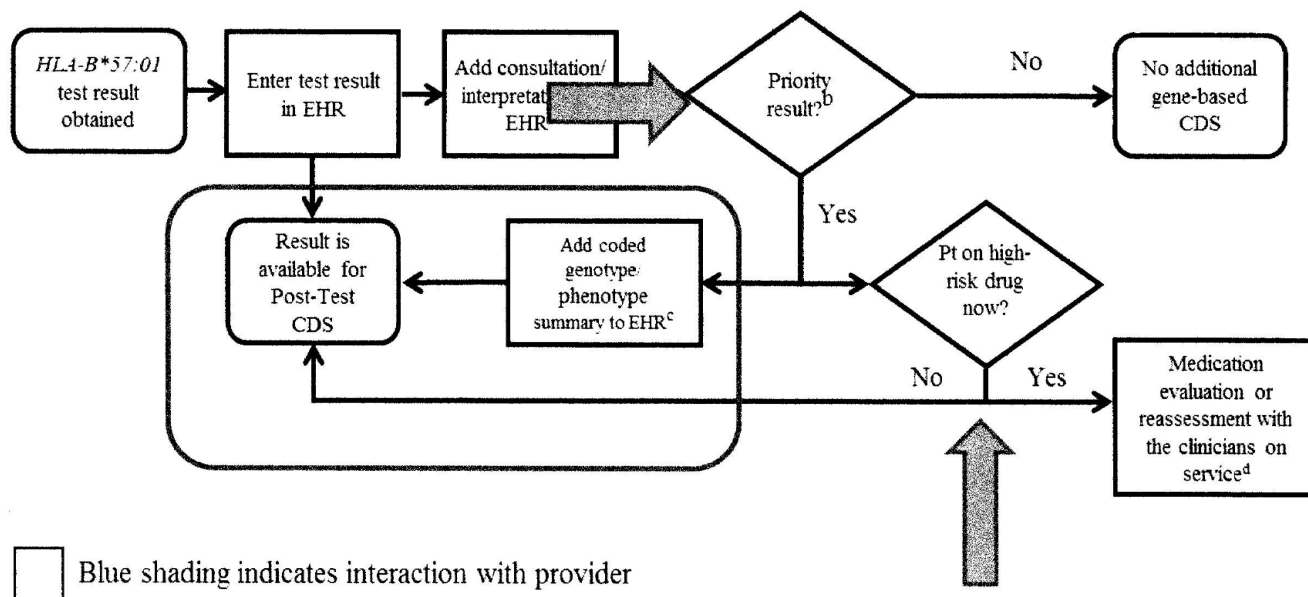 HLA-B*57:01
test result
obtained
Enter test result
in EHR
Add consultation/
EHR
Priority
result?b
No
No additional
gene-based
CDS
Yes
Result is
available for
Post-Test
CDS
Add coded
genotype/
phenotype
summary to EHRc
Pt on high-
risk drug
now?
No
Yes
Medication
evaluation or
reassessment with
the clinicians on
serviced
Blue shading indicates interaction with provider